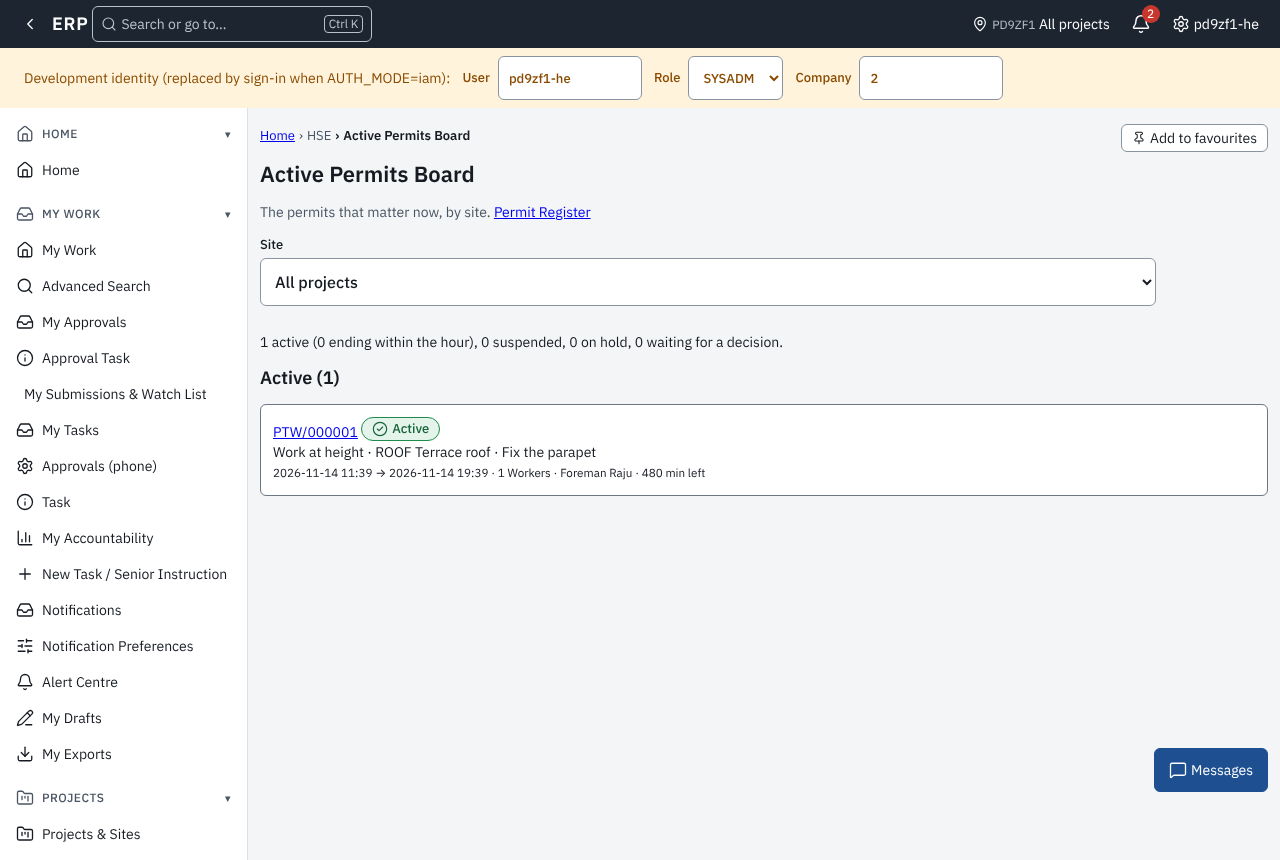 ERP
Search or go to...
Ctrl K
PD9ZF1 All projects
2
pd9zf1-he
Development identity (replaced by sign-in when AUTH_MODE=iam):
User
pd9zf1-he
Role
SYSADM
Company
2
HOME
Home
MY WORK
My Work
Advanced Search
My Approvals
Approval Task
My Submissions & Watch List
My Tasks
Approvals (phone)
Task
My Accountability
New Task / Senior Instruction
Notifications
Notification Preferences
Alert Centre
My Drafts
My Exports
PROJECTS
Projects & Sites
Home › HSE › Active Permits Board
Add to favourites
Active Permits Board
The permits that matter now, by site. Permit Register
Site
All projects
1 active (0 ending within the hour), 0 suspended, 0 on hold, 0 waiting for a decision.
Active (1)
PTW/000001 Active
Work at height · ROOF Terrace roof · Fix the parapet
2026-11-14 11:39 → 2026-11-14 19:39 · 1 Workers · Foreman Raju · 480 min left
Messages